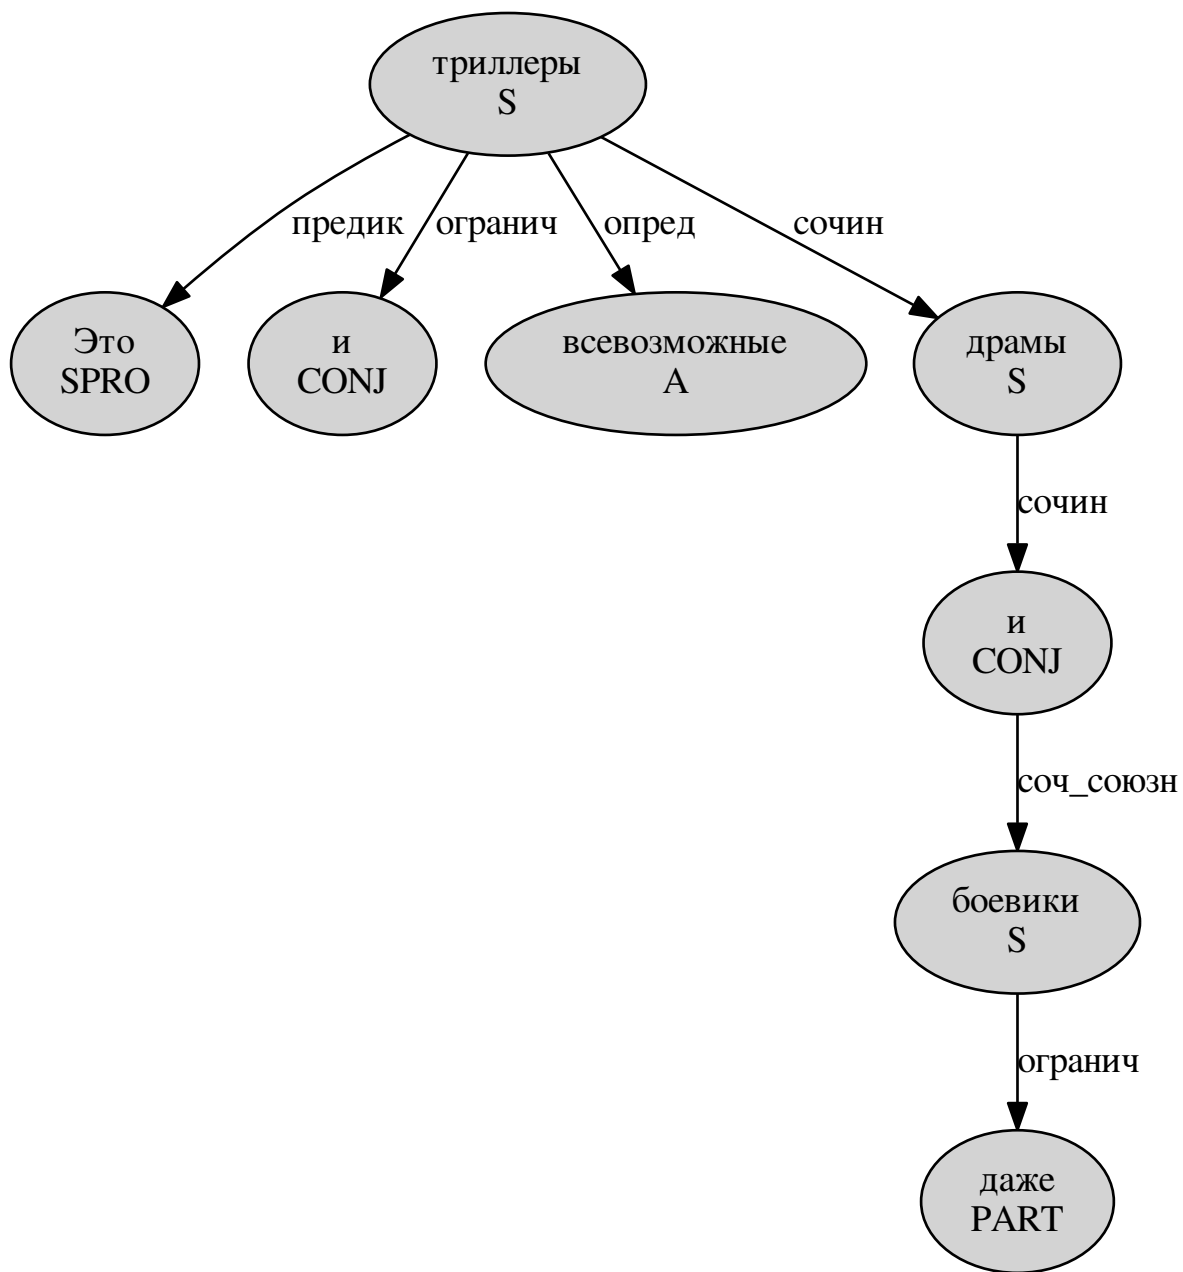 триллеры
S
предик
огранич
опред
сочин
Это
SPRO
и
CONJ
всевозможные
A
драмы
S
сочин
и
CONJ
соч_союзн
боевики
S
огранич
даже
PART